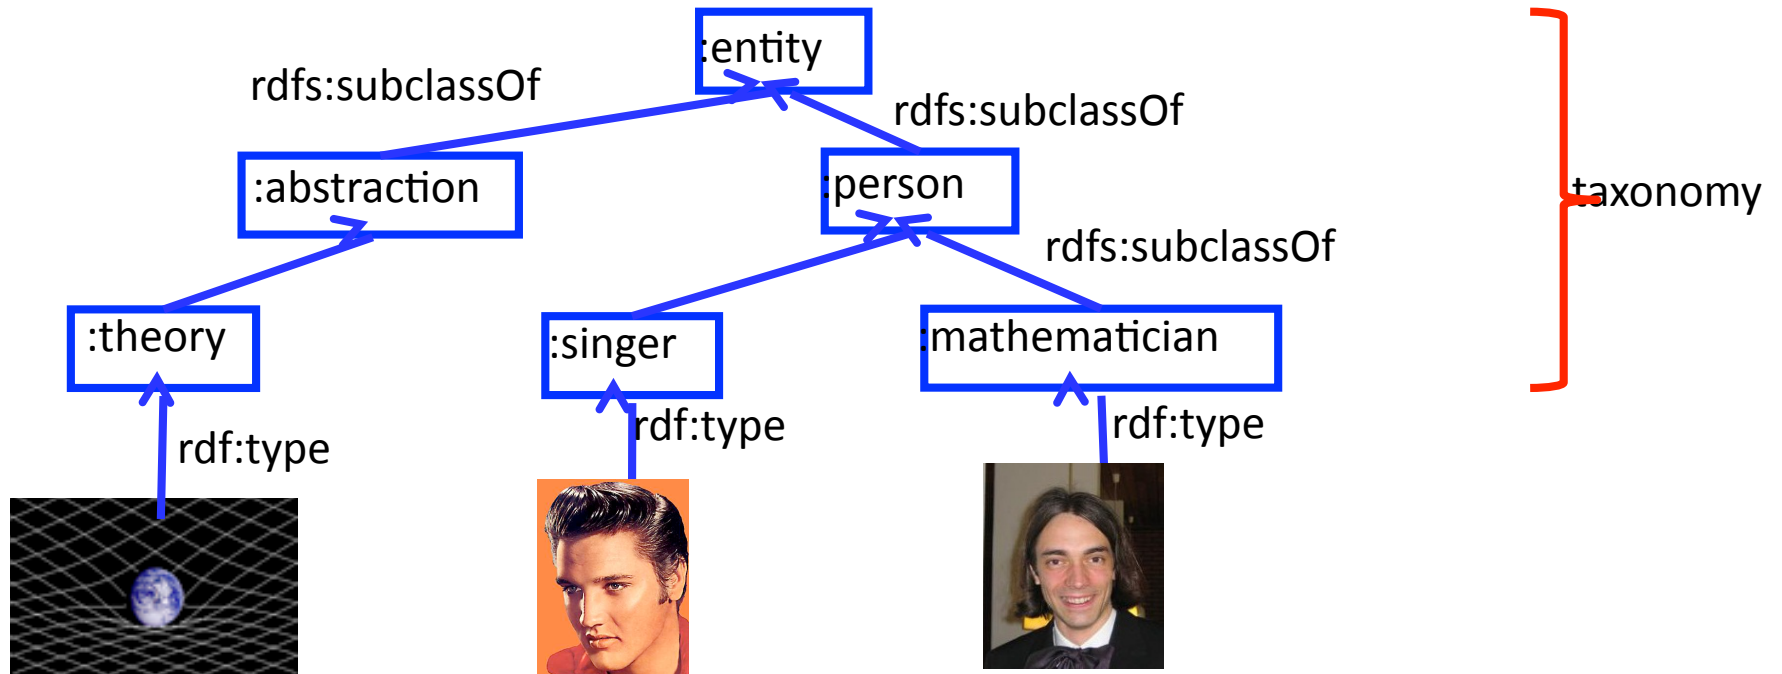 :entity
rdfs:subclassOf
rdfs:subclassOf
:abstraction
:person
taxonomy
rdfs:subclassOf
:theory
:singer
:mathematician
rdf:type
rdf:type
rdf:type